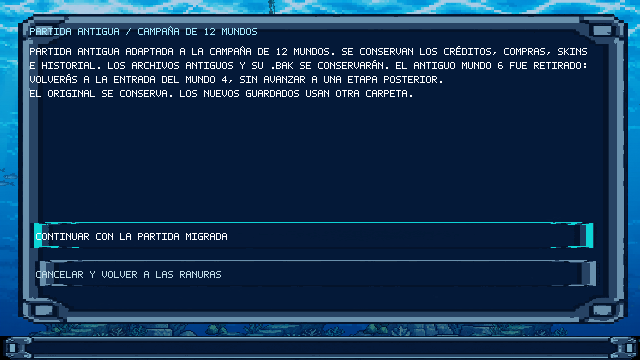 PARTIDA ANTIGUA / CAMPAÑA DE 12 MUNDOS
PARTIDA ANTIGUA ADAPTADA A LA CAMPAÑA DE 12 MUNDOS. SE CONSERVAN LOS CRÉDITOS, COMPRAS, SKINS
E HISTORIAL. LOS ARCHIVOS ANTIGUOS Y SU .BAK SE CONSERVARÁN. EL ANTIGUO MUNDO 6 FUE RETIRADO:
VOLVERÁS A LA ENTRADA DEL MUNDO 4, SIN AVANZAR A UNA ETAPA POSTERIOR.
EL ORIGINAL SE CONSERVA. LOS NUEVOS GUARDADOS USAN OTRA CARPETA.
CONTINUAR CON LA PARTIDA MIGRADA
CANCELAR Y VOLVER A LAS RANURAS